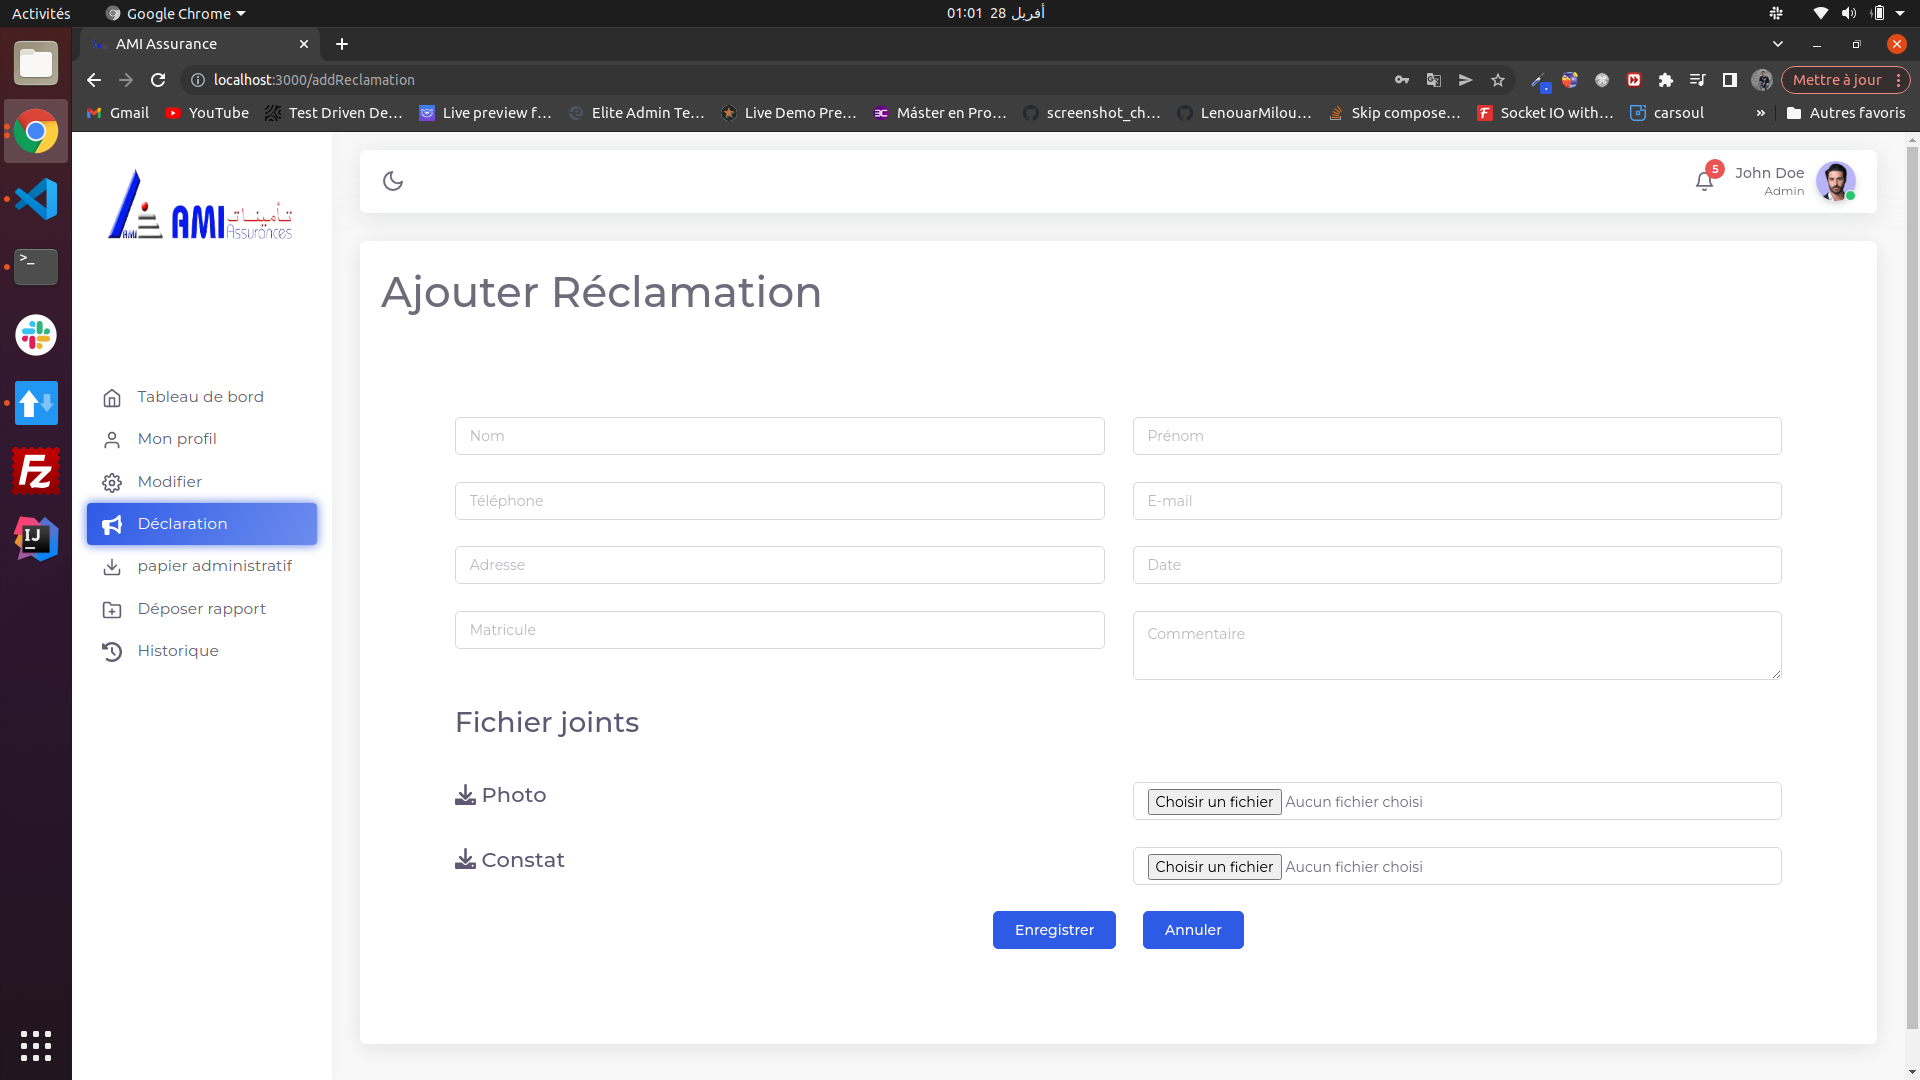 Activités
Google Chrome
01:01 28 أفريل
AMI Assurance
localhost:3000/addReclamation
Mettre à jour
Gmail
YouTube
Test Driven De...
Live preview f...
Elite Admin Te...
Live Demo Pre...
Máster en Pro...
screenshot_ch...
LenouarMilou...
Skip compose...
Socket IO with...
carsoul
»
Autres favoris
AMI
AMI
تأمينات
Assurances
5
John Doe
Admin
Ajouter Réclamation
Tableau de bord
Mon profil
Modifier
Déclaration
papier administratif
Déposer rapport
Historique
Nom
Prénom
Téléphone
E-mail
Adresse
Date
Matricule
Commentaire
Fichier joints
Photo
Choisir un fichier Aucun fichier choisi
Constat
Choisir un fichier Aucun fichier choisi
Enregistrer
Annuler
>_
FZ
IJ